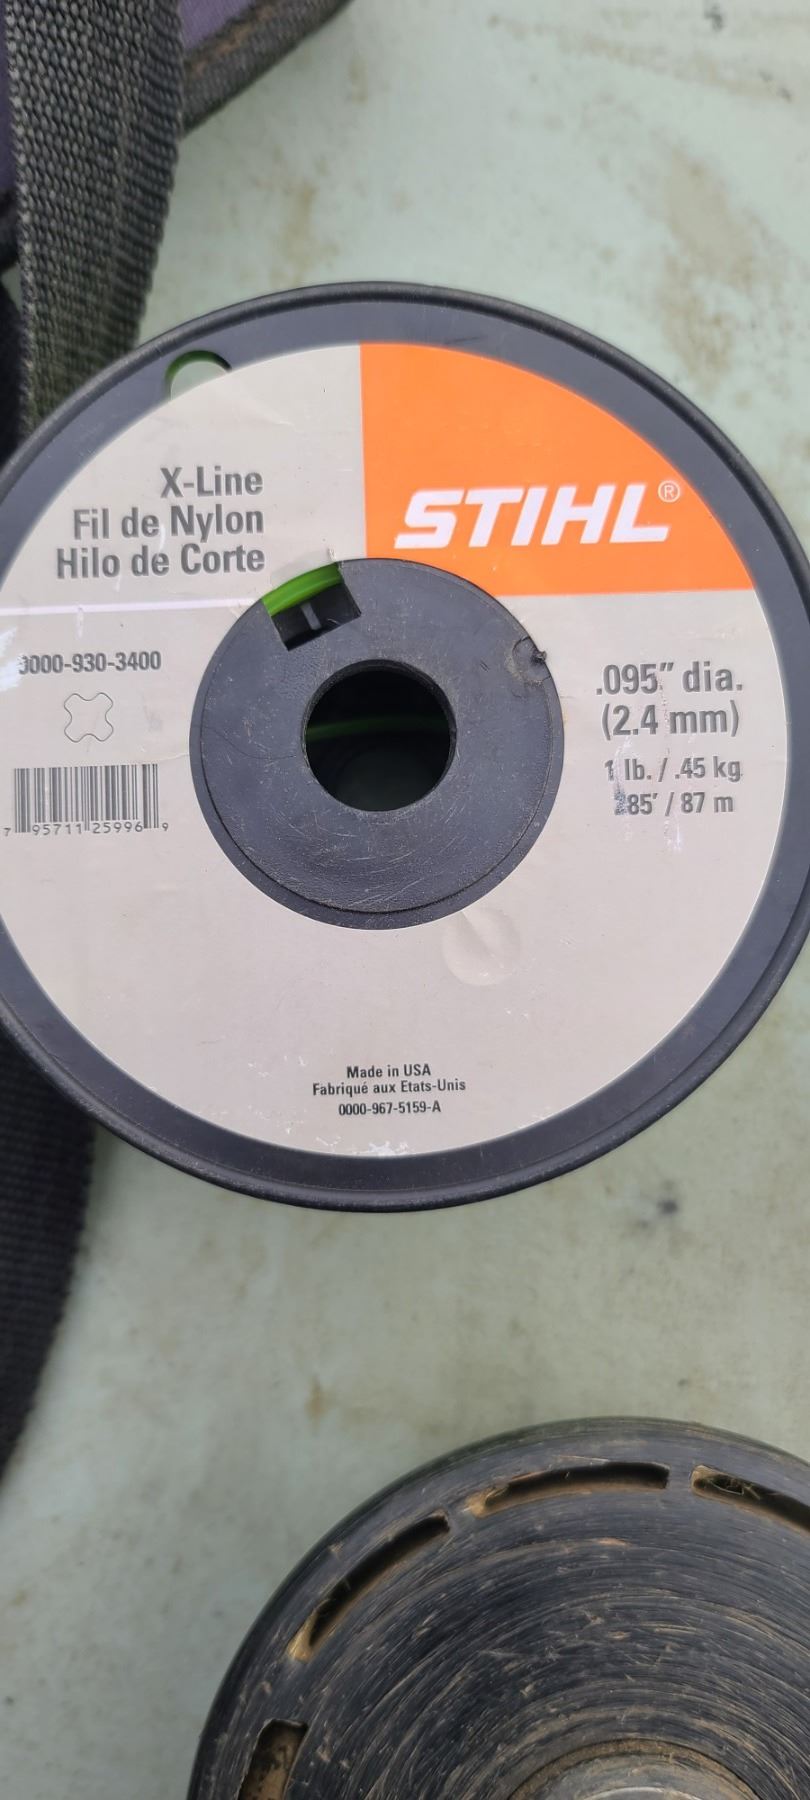 X-Line
Fil de Nylon
Hilo de Corte
STIHL®
0000-930-3400
.095" dia.
(2.4 mm)
1 lb. / .45 kg
285' / 87 m
7 95711 25996 9
Made in USA
Fabriqué aux Etats-Unis
0000-967-5159-A